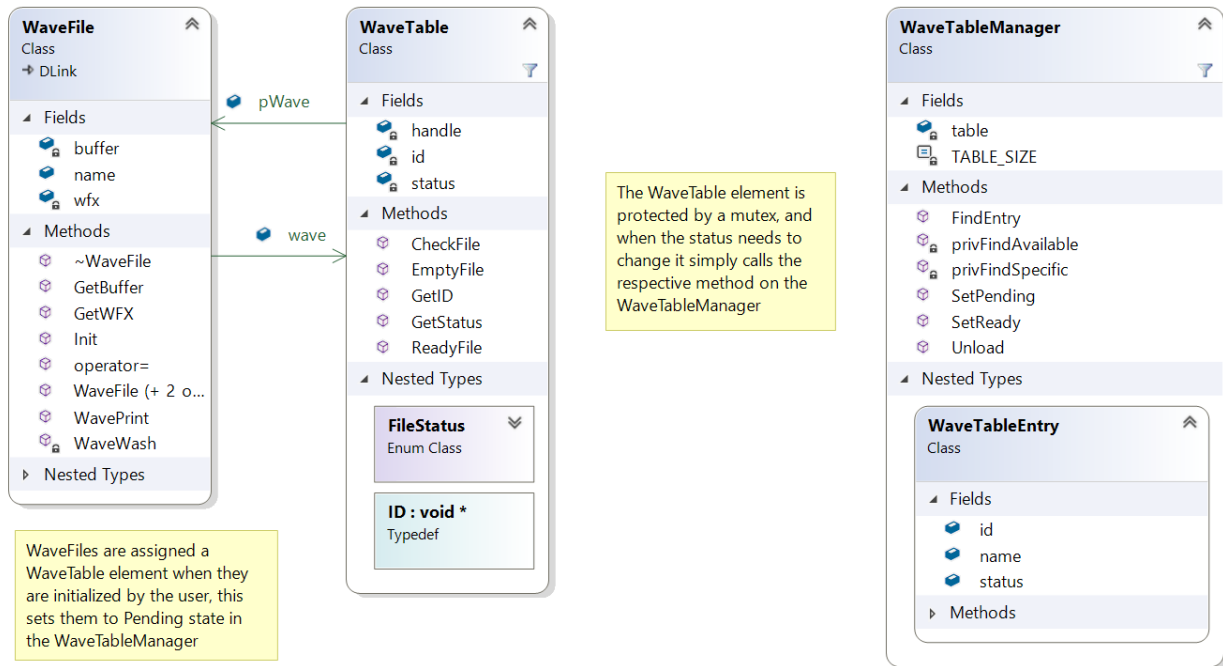 WaveFile
Class
DLink
Fields
buffer
name
wfx
Methods
~WaveFile
GetBuffer
GetWFX
Init
operator=
WaveFile (+ 2 o...
WavePrint
WaveWash
Nested Types
WaveFiles are assigned a
WaveTable element when they
are initialized by the user, this
sets them to Pending state in
the WaveTableManager
pWave
wave
WaveTable
Class
Fields
handle
id
status
Methods
CheckFile
EmptyFile
GetID
GetStatus
ReadyFile
Nested Types
FileStatus
Enum Class
ID : void *
Typedef
The WaveTable element is
protected by a mutex, and
when the status needs to
change it simply calls the
respective method on the
WaveTableManager
WaveTableManager
Class
Fields
table
TABLE_SIZE
Methods
FindEntry
privFindAvailable
privFindSpecific
SetPending
SetReady
Unload
Nested Types
WaveTableEntry
Class
Fields
id
name
status
Methods